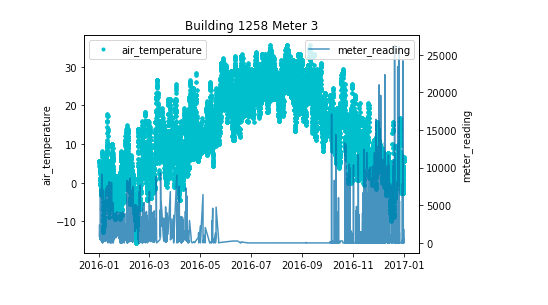 Building 1258 Meter 3
air_temperature
meter_reading
30
20
10
0
−10
25000
20000
15000
10000
5000
0
air_temperature
meter_reading
2016-01 2016-03 2016-05 2016-07 2016-09 2016-11 2017-01